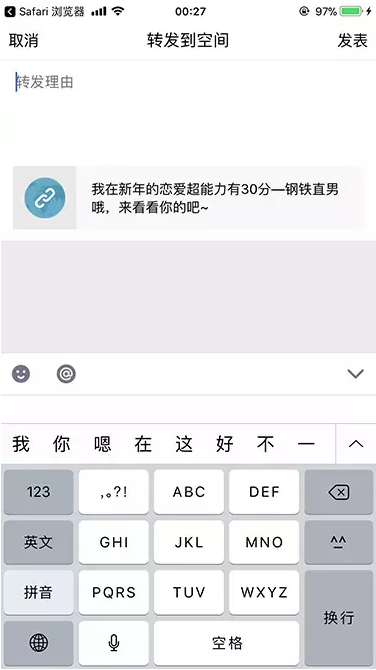 Safari 浏览器 00:27 97%
取消 转发到空间 发表
转发理由
我在新年的恋爱超能力有30分—钢铁直男
哦，来看看你的吧~
我 你 嗯 在 这 好 不 一
123 ,。?! ABC DEF
英文 GHI JKL MNO ^^
拼音 PQRS TUV WXYZ
换行
空格